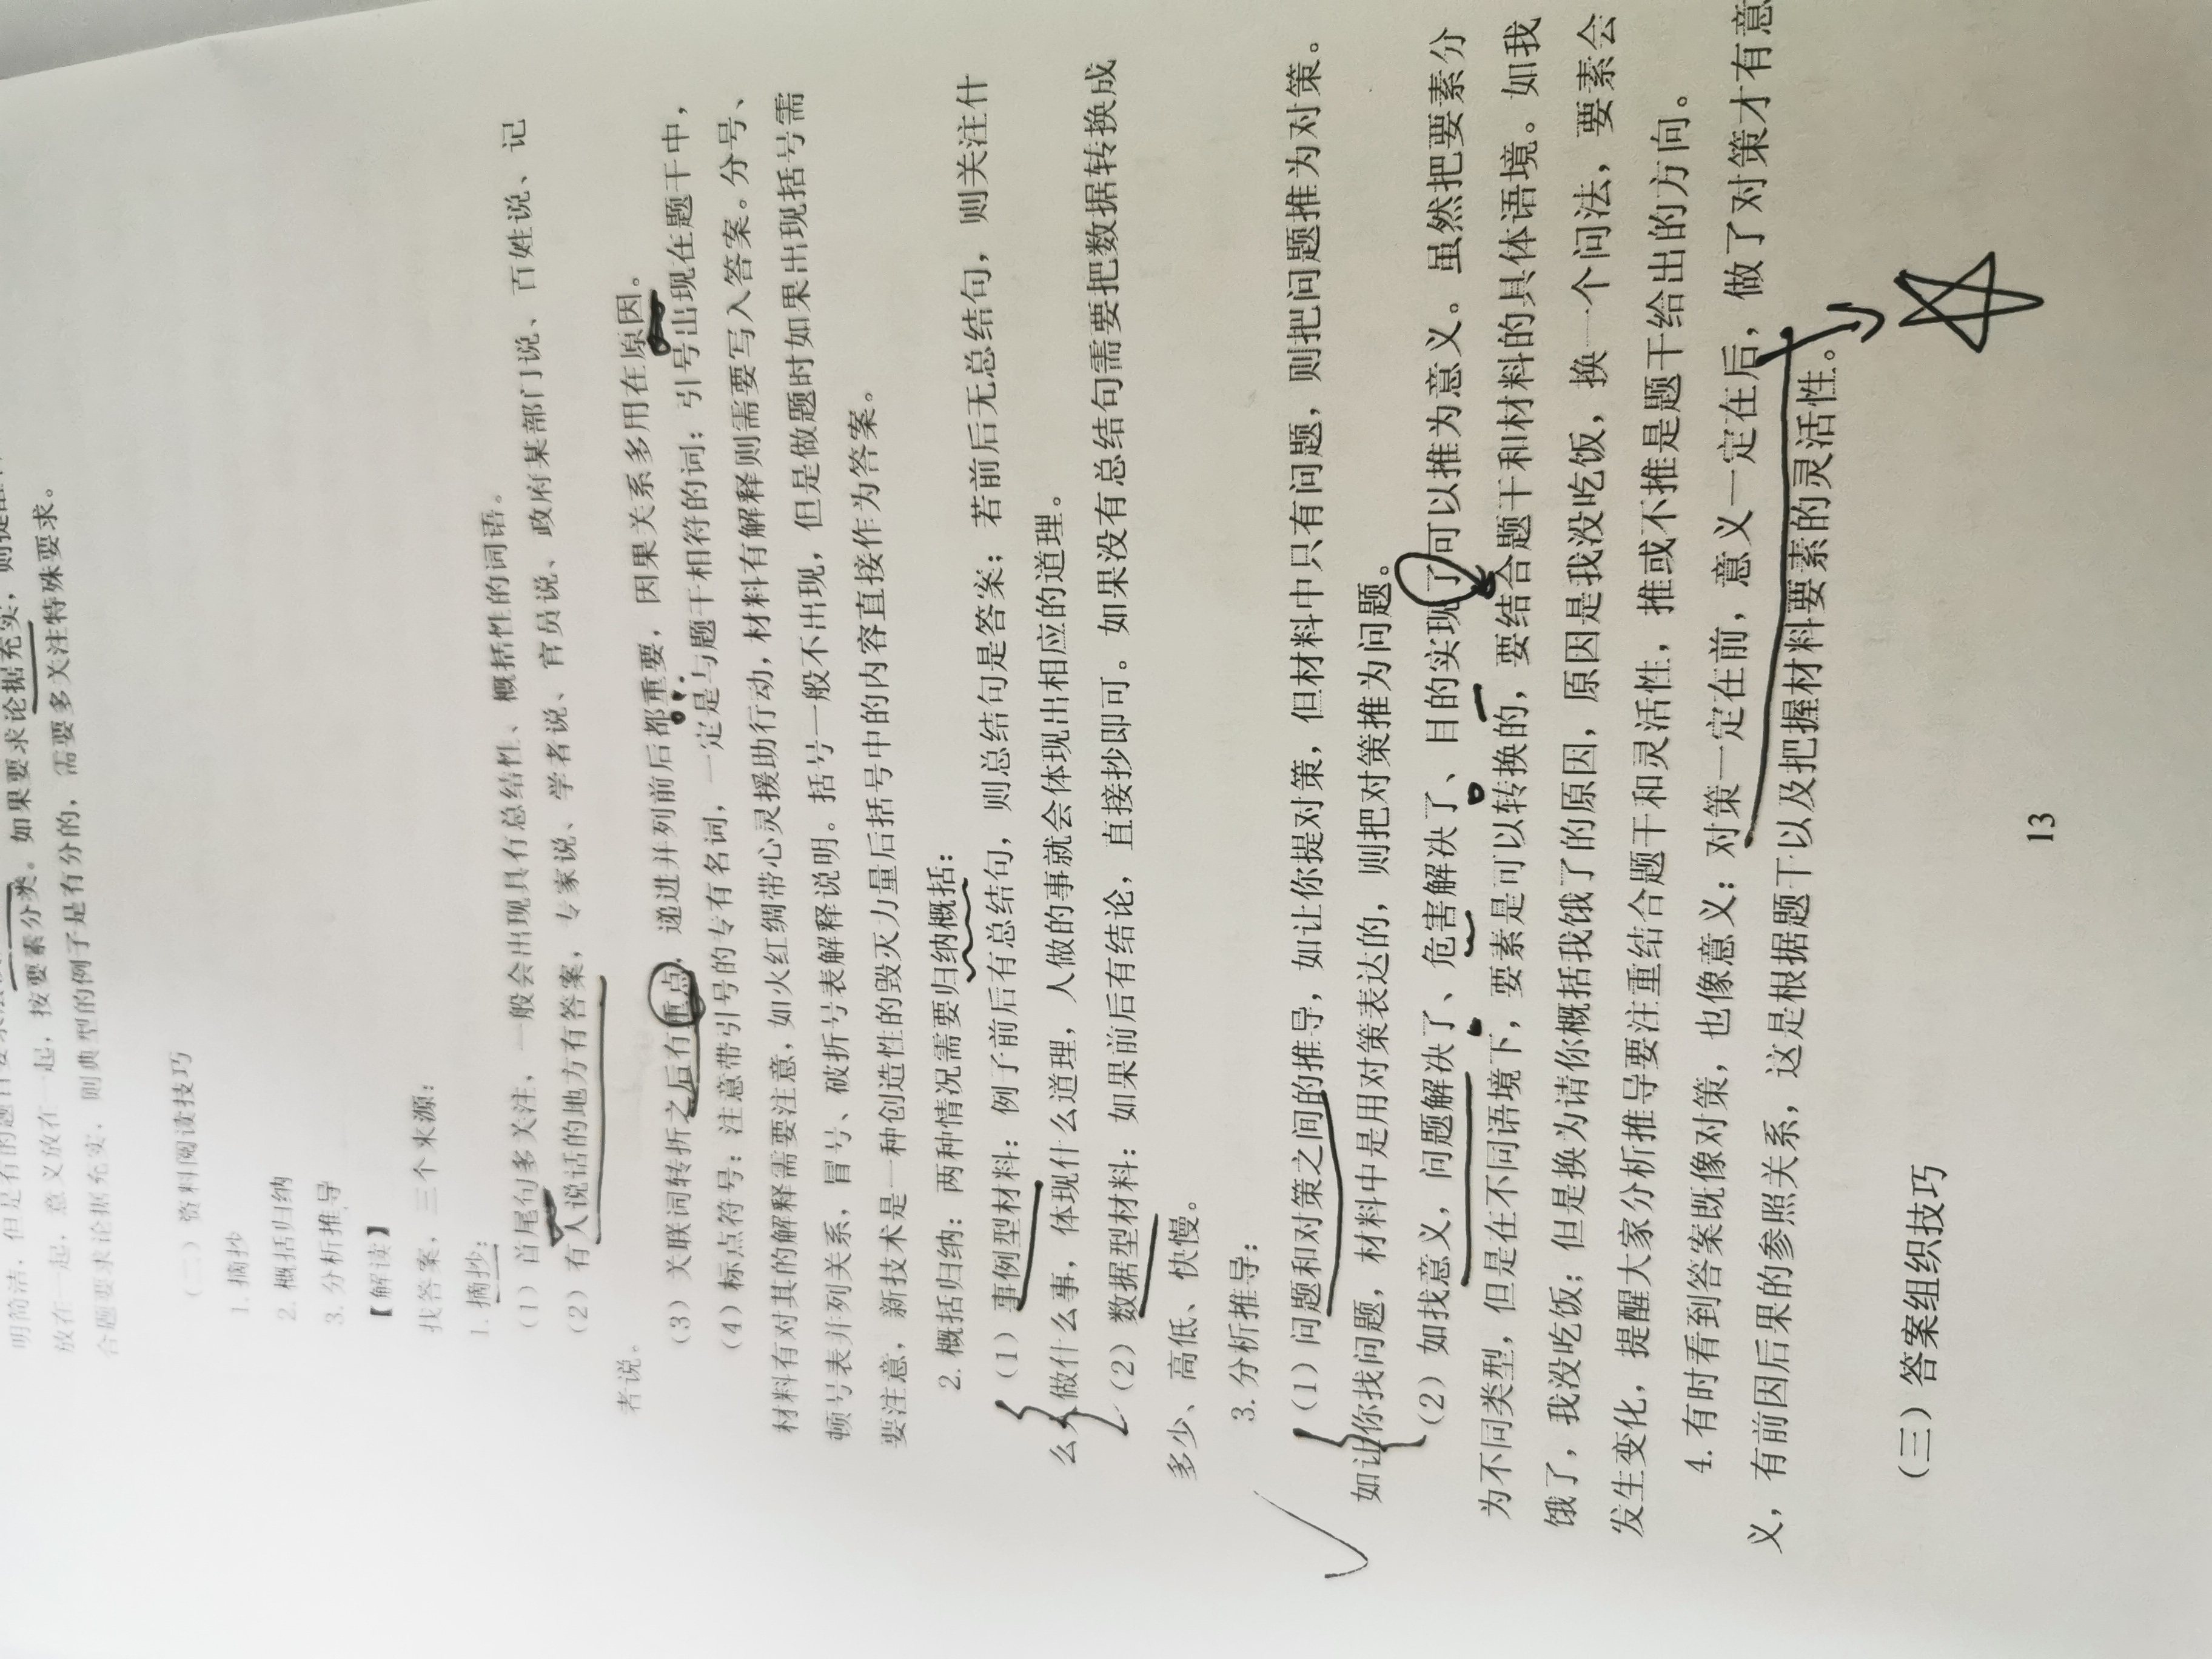 明简洁，但是有的题目要求
放在一起，意义放在一起，按要素分类。如果要求论据充实，则
合题要求论据充实，则典型的例子是有分的，需要多关注特殊要求。
（二）资料阅读技巧
1. 摘抄
2. 概括归纳
3. 分析推导
【解读】
找答案，三个来源：
1. 摘抄：
（1）首尾句多关注，一般会出现具有总结性、概括性的词语。
（2）有人说话的地方有答案，专家说、学者说、官员说、政府某部门说、百姓说、记
者说。
（3）关联词转折之后有重点，递进并列前后都重要，因果关系多用在原因。
（4）标点符号：注意带引号的专有名词，一定是与题干相符的词；引号出现在题干中，
材料有对其的解释需要注意，如火红绸带心灵援助行动，材料有解释则需要写入答案。分号、
顿号表并列关系，冒号、破折号表解释说明。括号一般不出现，但是做题时如果出现括号需
要注意，新技术是一种创造性的毁灭力量后括号中的内容直接作为答案。
2. 概括归纳：两种情况需要归纳概括：
（1）事例型材料：例子前后有总结句，则总结句是答案；若前后无总结句，则关注什
么人做什么事，体现什么道理，人做的事就会体现出相应的道理。
（2）数据型材料：如果前后有结论，直接抄即可。如果没有总结句需要把数据转换成
多少、高低、快慢。
3. 分析推导：
（1）问题和对策之间的推导，如让你提对策，但材料中只有问题，则把问题推为对策。
如让你找问题，材料中是用对策表达的，则把对策推为问题。
（2）如找意义，问题解决了、危害解决了、目的实现了可以推为意义。虽然把要素分
为不同类型，但是在不同语境下，要素是可以转换的，要结合题干和材料的具体语境。如我
饿了，我没吃饭；但是换为请你概括我饿了的原因，原因是我没吃饭，换一个问法，要素会
发生变化，提醒大家分析推导要注重结合题干和灵活性，推或不推是题干给出的方向。
4. 有时看到答案既像对策，也像意义：对策一定在前，意义一定在后，做了对策才有意
义，有前因后果的参照关系，这是根据题干以及把握材料要素的灵活性。
（三）答案组织技巧
13